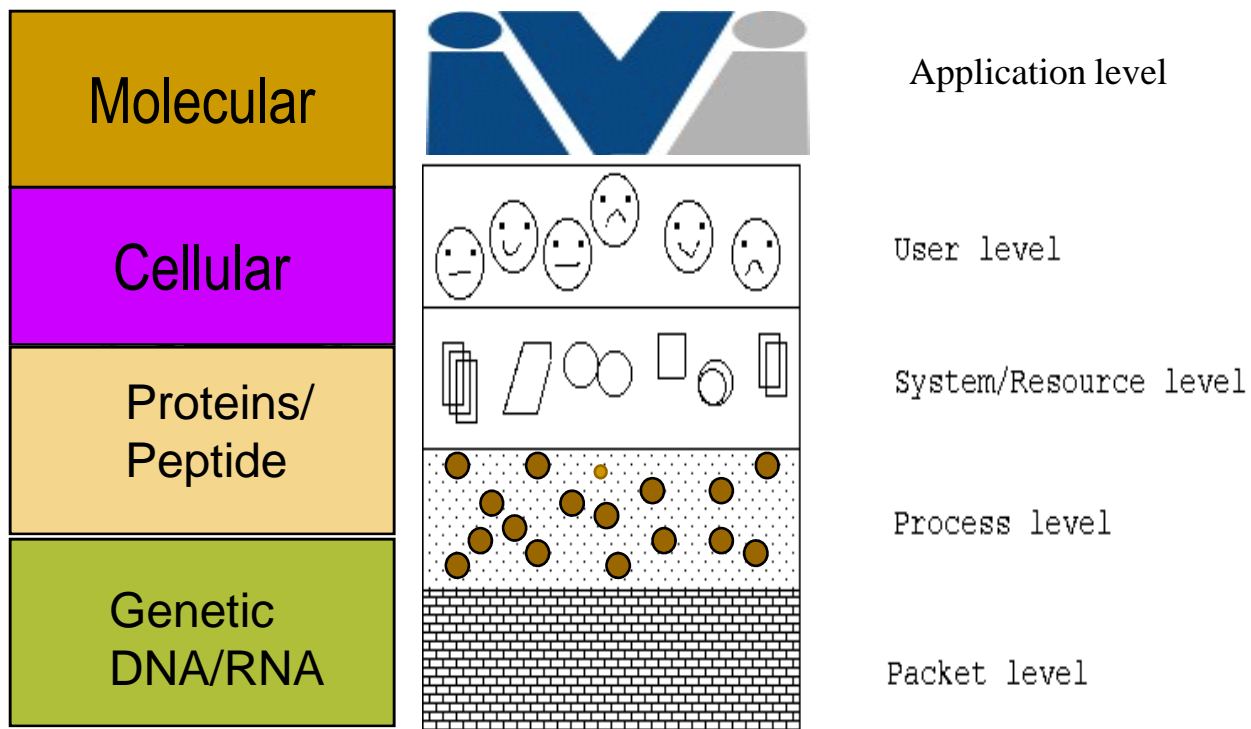 Molecular
Application level
Cellular
User level
Proteins/
Peptide
System/Resource level
Process level
Genetic
DNA/RNA
Packet level